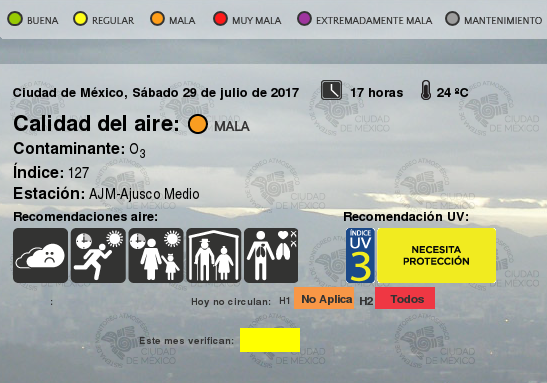 BUENA REGULAR MALA MUY MALA EXTREMADAMENTE MALA MANTENIMIENTO
Ciudad de México, Sábado 29 de julio de 2017 17 horas 24 ºC
Calidad del aire: MALA
Contaminante: O3
Índice: 127
Estación: AJM-Ajusco Medio
Recomendaciones aire:
Recomendación UV:
ÍNDICE
UV
3
NECESITA
PROTECCIÓN
: Hoy no circulan: H1 No Aplica H2 Todos
Este mes verifican:
CIUDAD
DE MÉXICO